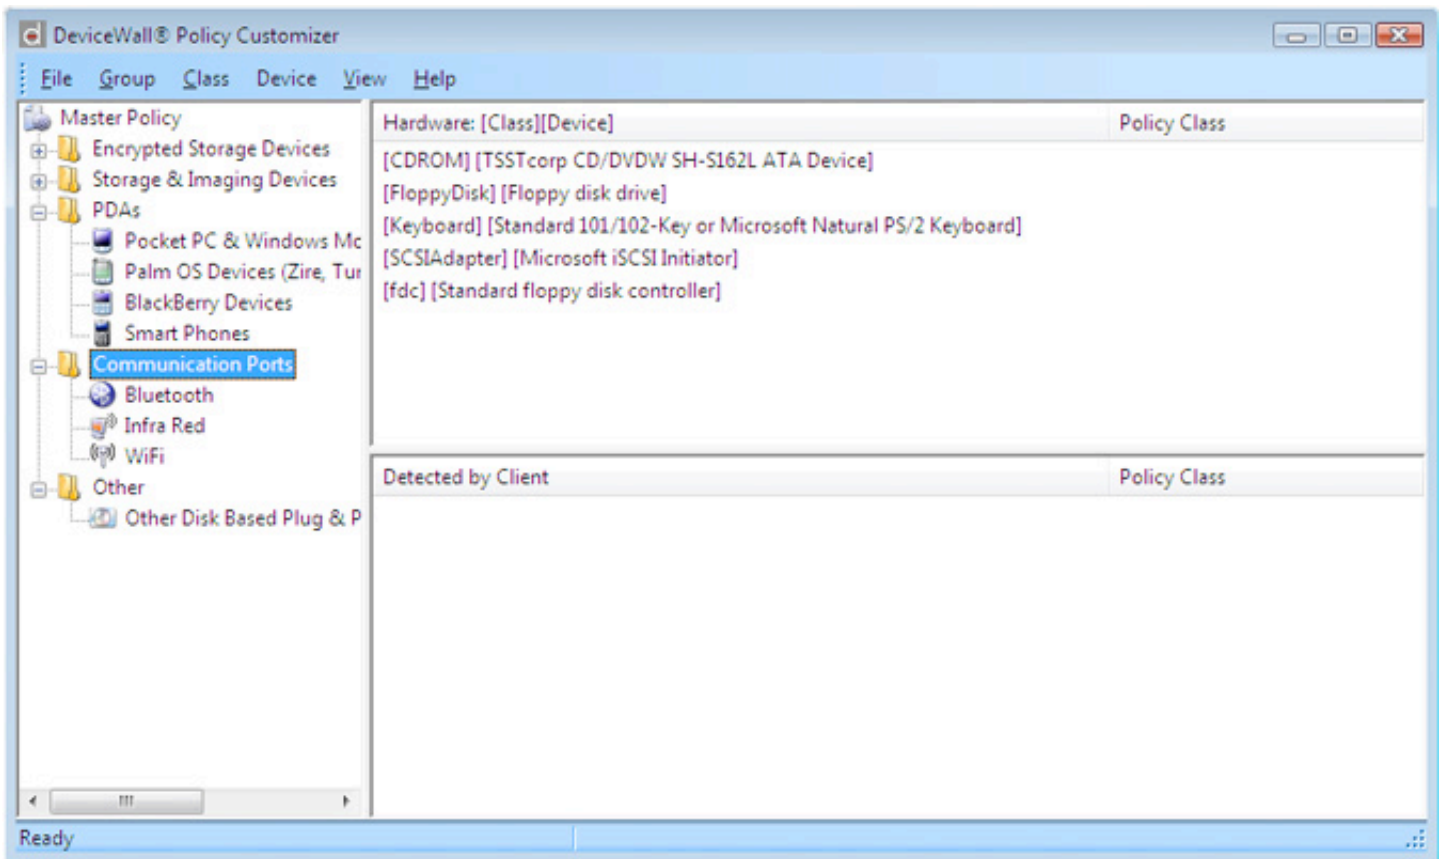 DeviceWall® Policy Customizer
File Group Class Device View Help
Master Policy
Encrypted Storage Devices
Storage & Imaging Devices
PDAs
Pocket PC & Windows Mc
Palm OS Devices (Zire, Tur
BlackBerry Devices
Smart Phones
Communication Ports
Bluetooth
Infra Red
WiFi
Other
Other Disk Based Plug & P
Hardware: [Class][Device] Policy Class
[CDROM] [TSSTcorp CD/DVDW SH-S162L ATA Device]
[FloppyDisk] [Floppy disk drive]
[Keyboard] [Standard 101/102-Key or Microsoft Natural PS/2 Keyboard]
[SCSIAdapter] [Microsoft iSCSI Initiator]
[fdc] [Standard floppy disk controller]
Detected by Client Policy Class
Ready